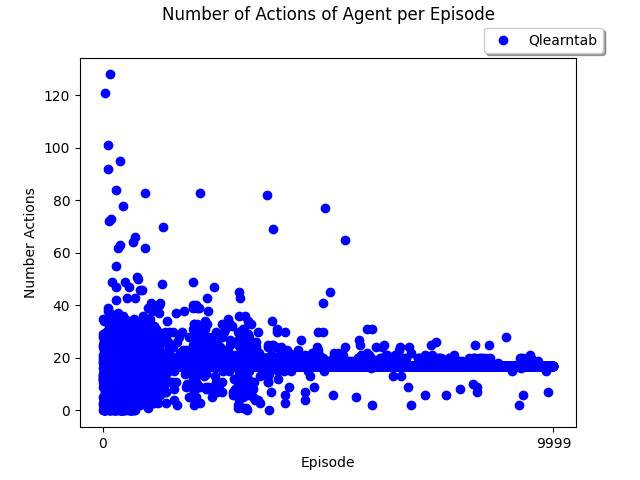 Number of Actions of Agent per Episode
Qlearntab
120
100
80
60
40
20
0
Number Actions
0
9999
Episode